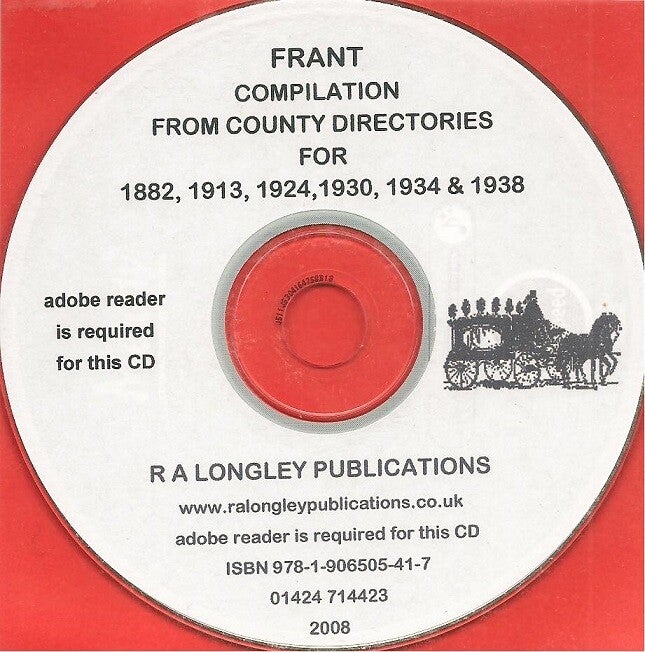 FRANT
COMPILATION
FROM COUNTY DIRECTORIES
FOR
1882, 1913, 1924,1930, 1934 & 1938
adobe reader
is required
for this CD
R A LONGLEY PUBLICATIONS
www.ralongleypublications.co.uk
adobe reader is required for this CD
ISBN 978-1-906505-41-7
01424 714423
2008